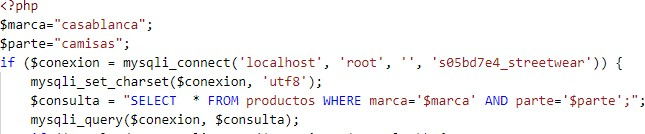 <?php
$marca="casablanca";
$parte="camisas";
if ($conexion = mysqli_connect('localhost', 'root', '', 's05bd7e4_streetwear')) {
    mysqli_set_charset($conexion, 'utf8');
    $consulta = "SELECT  * FROM productos WHERE marca='$marca' AND parte='$parte';";
    mysqli_query($conexion, $consulta);